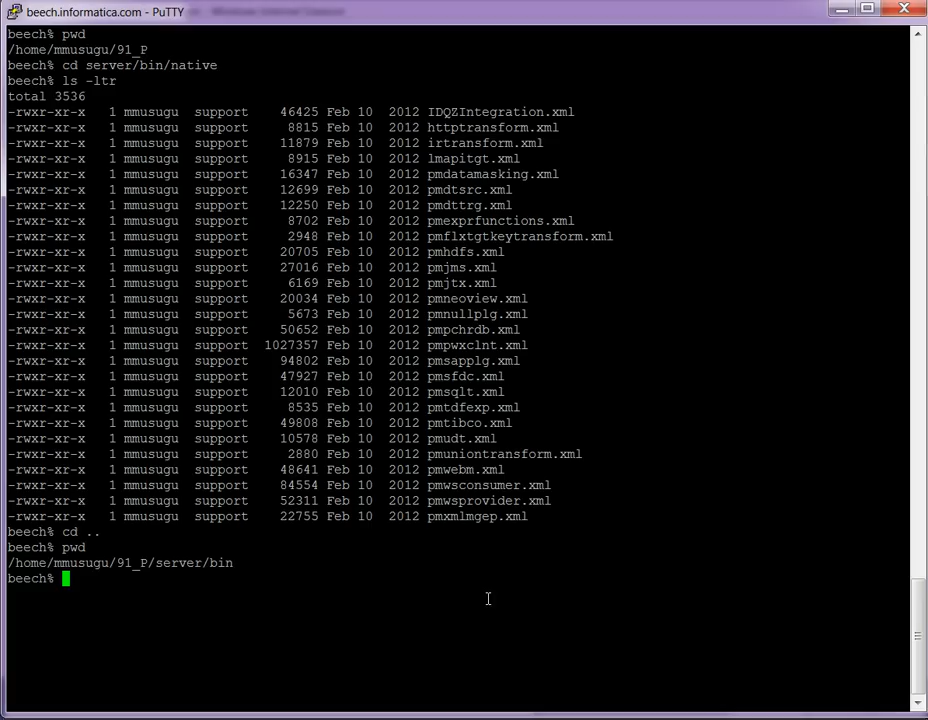 beech.informatica.com - PuTTY
beech% pwd
/home/mmusugu/91_P
beech% cd server/bin/native
beech% ls -ltr
total 3536
-rwxr-xr-x 1 mmusugu support 46425 Feb 10 2012 IDQZIntegration.xml
-rwxr-xr-x 1 mmusugu support 8815 Feb 10 2012 httptransform.xml
-rwxr-xr-x 1 mmusugu support 11879 Feb 10 2012 irtransform.xml
-rwxr-xr-x 1 mmusugu support 8915 Feb 10 2012 lmapitgt.xml
-rwxr-xr-x 1 mmusugu support 16347 Feb 10 2012 pmdatamasking.xml
-rwxr-xr-x 1 mmusugu support 12699 Feb 10 2012 pmdtsrc.xml
-rwxr-xr-x 1 mmusugu support 12250 Feb 10 2012 pmdttrg.xml
-rwxr-xr-x 1 mmusugu support 8702 Feb 10 2012 pmexprfunctions.xml
-rwxr-xr-x 1 mmusugu support 2948 Feb 10 2012 pmflxtgtkeytransform.xml
-rwxr-xr-x 1 mmusugu support 20705 Feb 10 2012 pmhdfs.xml
-rwxr-xr-x 1 mmusugu support 27016 Feb 10 2012 pmjms.xml
-rwxr-xr-x 1 mmusugu support 6169 Feb 10 2012 pmjtx.xml
-rwxr-xr-x 1 mmusugu support 20034 Feb 10 2012 pmneoview.xml
-rwxr-xr-x 1 mmusugu support 5673 Feb 10 2012 pmnullplg.xml
-rwxr-xr-x 1 mmusugu support 50652 Feb 10 2012 pmpchrdb.xml
-rwxr-xr-x 1 mmusugu support 1027357 Feb 10 2012 pmpwxclnt.xml
-rwxr-xr-x 1 mmusugu support 94802 Feb 10 2012 pmsapplg.xml
-rwxr-xr-x 1 mmusugu support 47927 Feb 10 2012 pmsfdc.xml
-rwxr-xr-x 1 mmusugu support 12010 Feb 10 2012 pmsqlt.xml
-rwxr-xr-x 1 mmusugu support 8535 Feb 10 2012 pmtdfexp.xml
-rwxr-xr-x 1 mmusugu support 49808 Feb 10 2012 pmtibco.xml
-rwxr-xr-x 1 mmusugu support 10578 Feb 10 2012 pmudt.xml
-rwxr-xr-x 1 mmusugu support 2880 Feb 10 2012 pmuniontransform.xml
-rwxr-xr-x 1 mmusugu support 48641 Feb 10 2012 pmwebm.xml
-rwxr-xr-x 1 mmusugu support 84554 Feb 10 2012 pmwsconsumer.xml
-rwxr-xr-x 1 mmusugu support 52311 Feb 10 2012 pmwsprovider.xml
-rwxr-xr-x 1 mmusugu support 22755 Feb 10 2012 pmxmlmgep.xml
beech% cd ..
beech% pwd
/home/mmusugu/91_P/server/bin
beech%